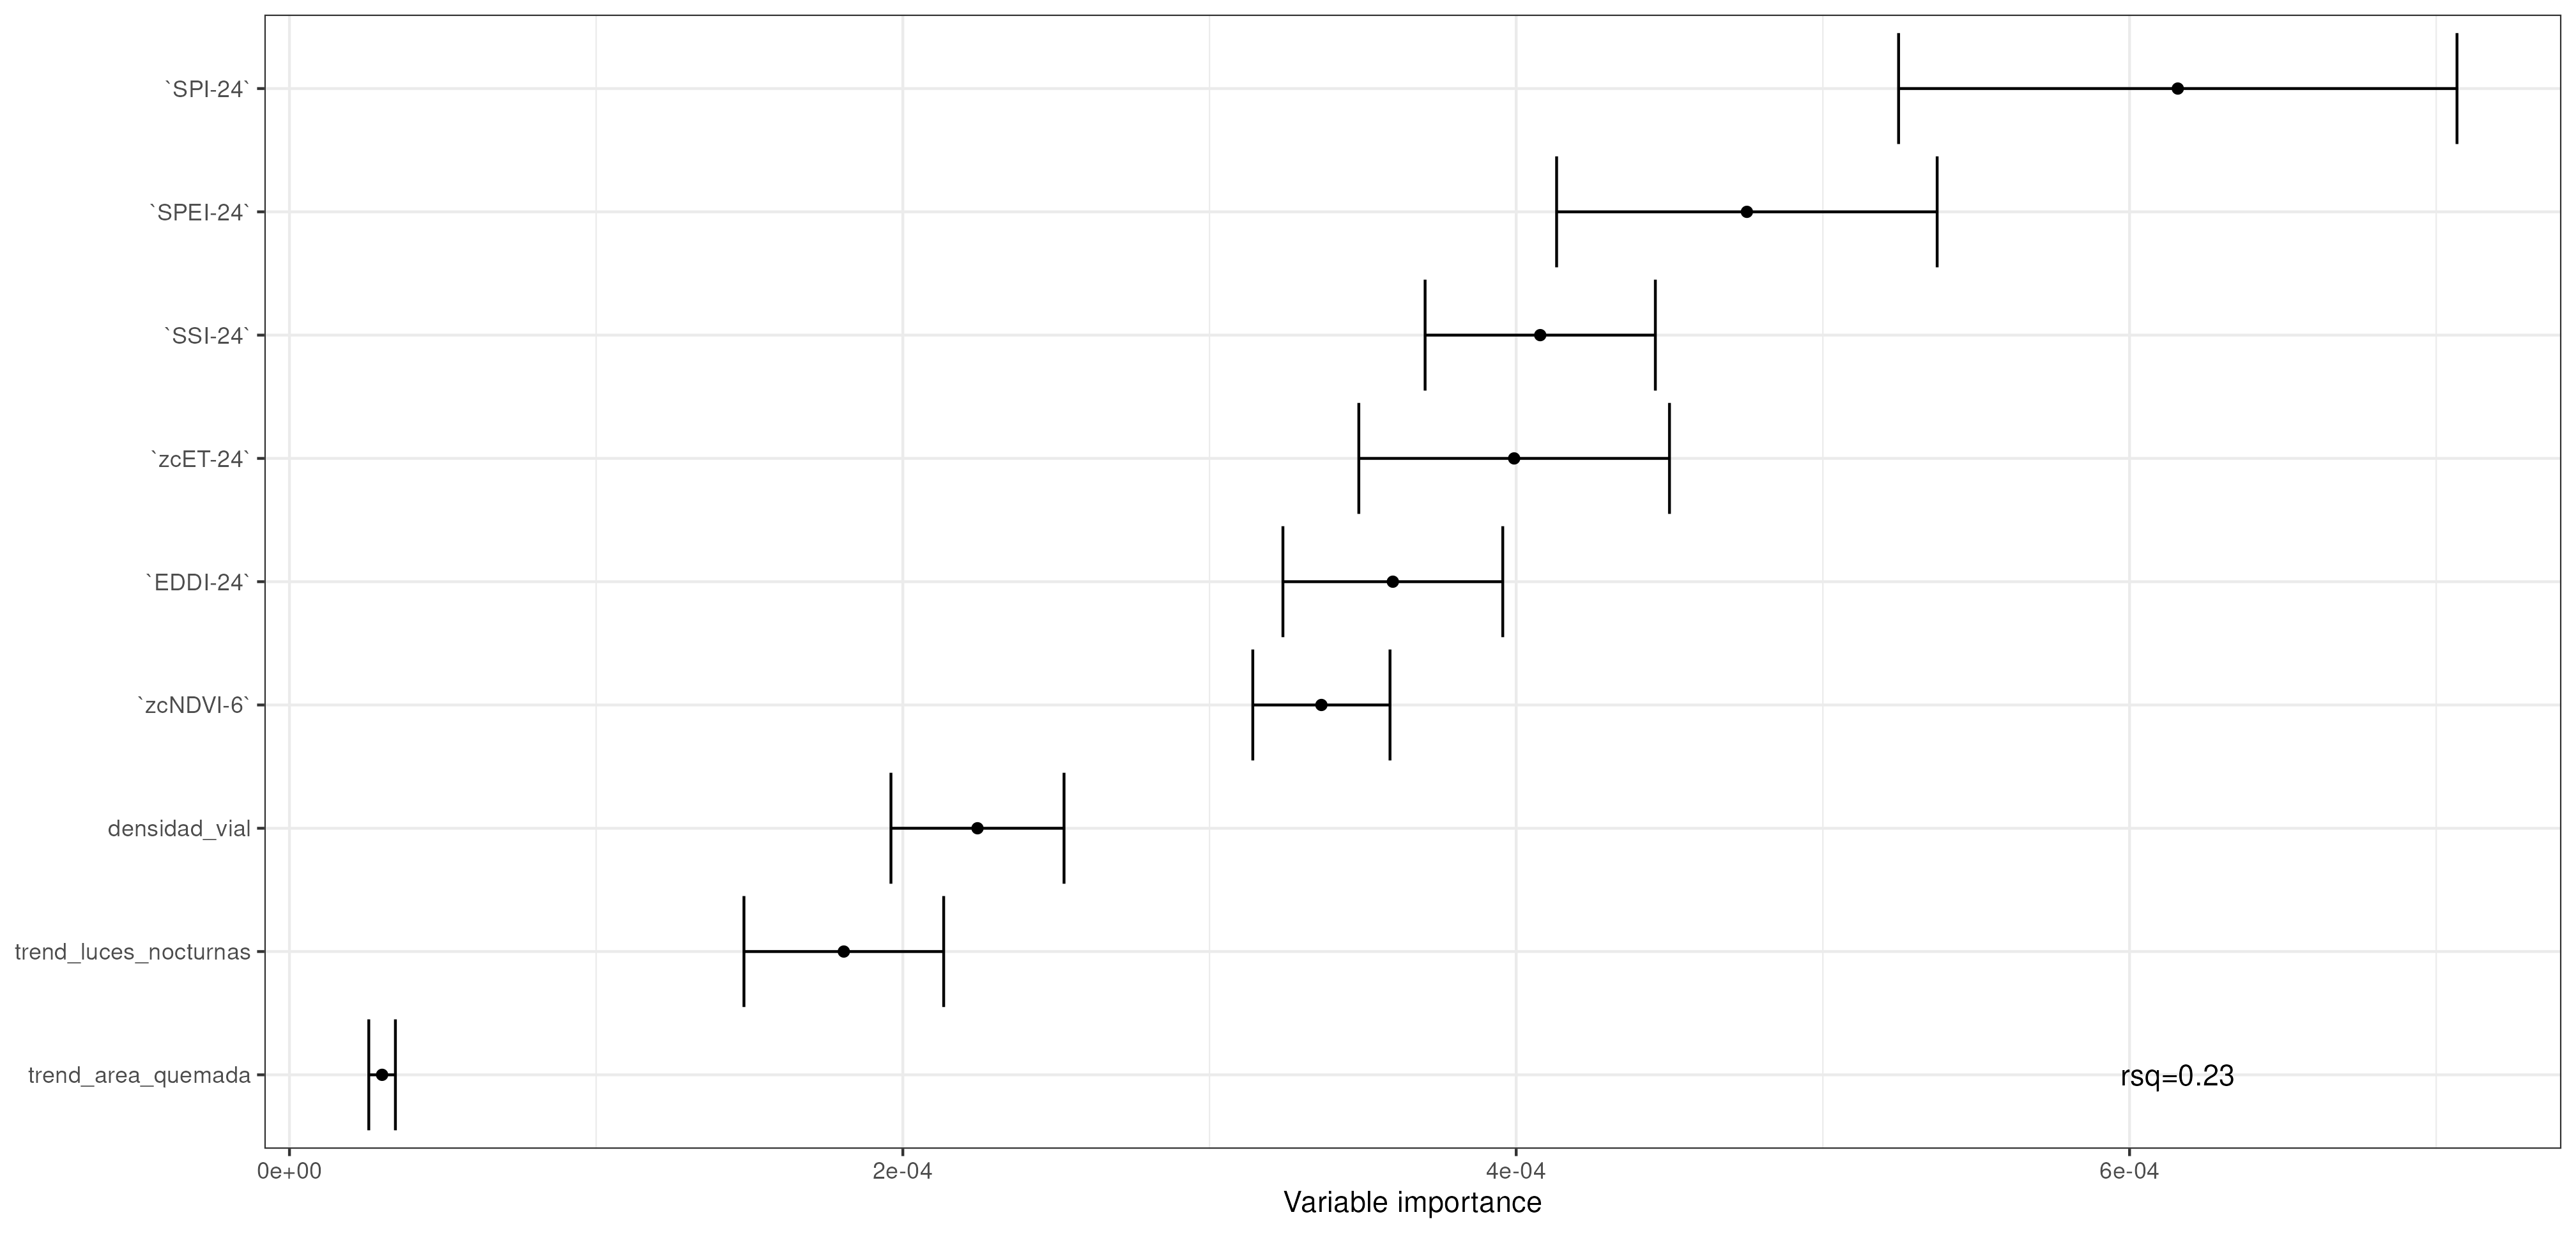 `SPI-24`
`SPEI-24`
`SSI-24`
`zcET-24`
`EDDI-24`
`zcNDVI-6`
densidad_vial
trend_luces_nocturnas
trend_area_quemada
rsq=0.23
0e+00 2e-04 4e-04 6e-04
Variable importance